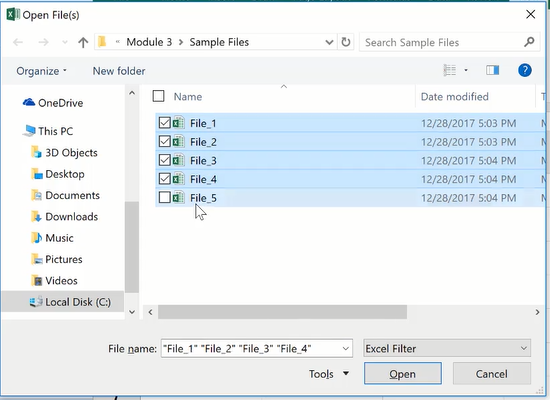 Open File(s)
« Module 3 > Sample Files
Search Sample Files
Organize
New folder
Name
Date modified
T
OneDrive
This PC
3D Objects
Desktop
Documents
Downloads
Music
Pictures
Videos
Local Disk (C:)
File_1 12/28/2017 5:03 PM M
File_2 12/28/2017 5:03 PM M
File_3 12/28/2017 5:04 PM M
File_4 12/28/2017 5:04 PM M
File_5 12/28/2017 5:04 PM M
File name: "File_1" "File_2" "File_3" "File_4"
Excel Filter
Tools
Open
Cancel